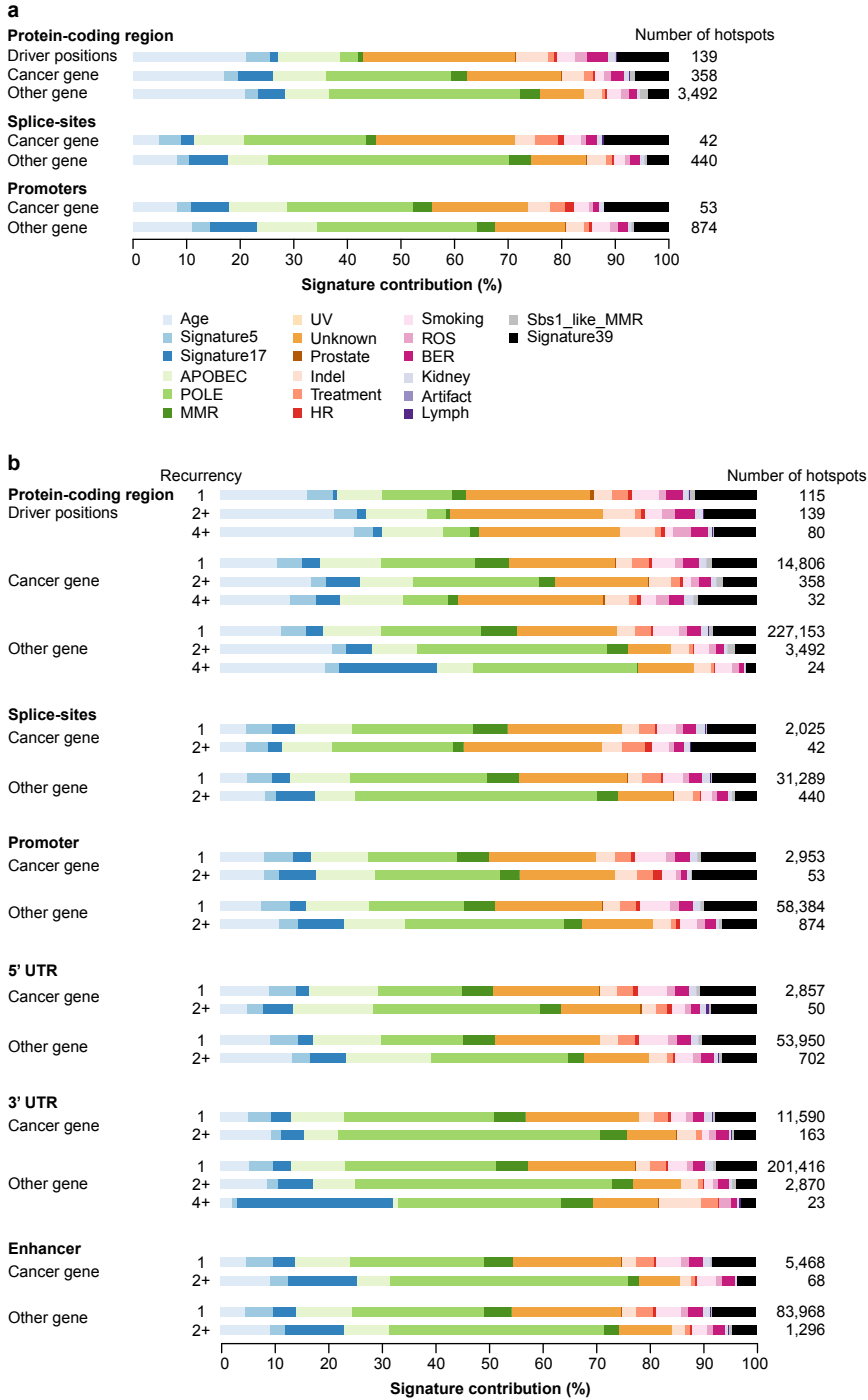 a
Protein-coding region Number of hotspots
Driver positions 139
Cancer gene 358
Other gene 3,492
Splice-sites
Cancer gene 42
Other gene 440
Promoters
Cancer gene 53
Other gene 874
0 10 20 30 40 50 60 70 80 90 100
Signature contribution (%)
Age UV Smoking Sbs1_like_MMR
Signature5 Unknown ROS Signature39
Signature17 Prostate BER
APOBEC Indel Kidney
POLE Treatment Artifact
MMR HR Lymph
b
Recurrency Number of hotspots
Protein-coding region 1 115
Driver positions 2+ 139
4+ 80
1 14,806
Cancer gene 2+ 358
4+ 32
1 227,153
Other gene 2+ 3,492
4+ 24
Splice-sites 1 2,025
Cancer gene 2+ 42
Other gene 1 31,289
2+ 440
Promoter 1 2,953
Cancer gene 2+ 53
Other gene 1 58,384
2+ 874
5' UTR
Cancer gene 1 2,857
2+ 50
Other gene 1 53,950
2+ 702
3' UTR 1 11,590
Cancer gene 2+ 163
1 201,416
Other gene 2+ 2,870
4+ 23
Enhancer 1 5,468
Cancer gene 2+ 68
Other gene 1 83,968
2+ 1,296
0 10 20 30 40 50 60 70 80 90 100
Signature contribution (%)